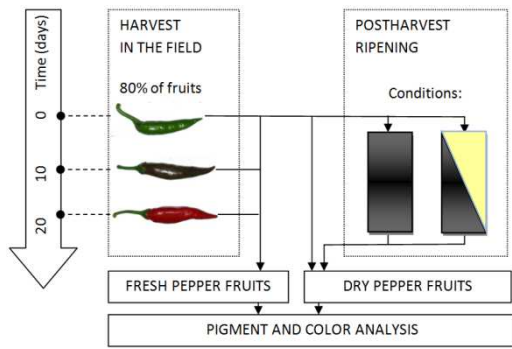 HARVEST
IN THE FIELD
80% of fruits
POSTHARVEST
RIPENING
Conditions:
Time (days)
0
10
20
FRESH PEPPER FRUITS
DRY PEPPER FRUITS
PIGMENT AND COLOR ANALYSIS